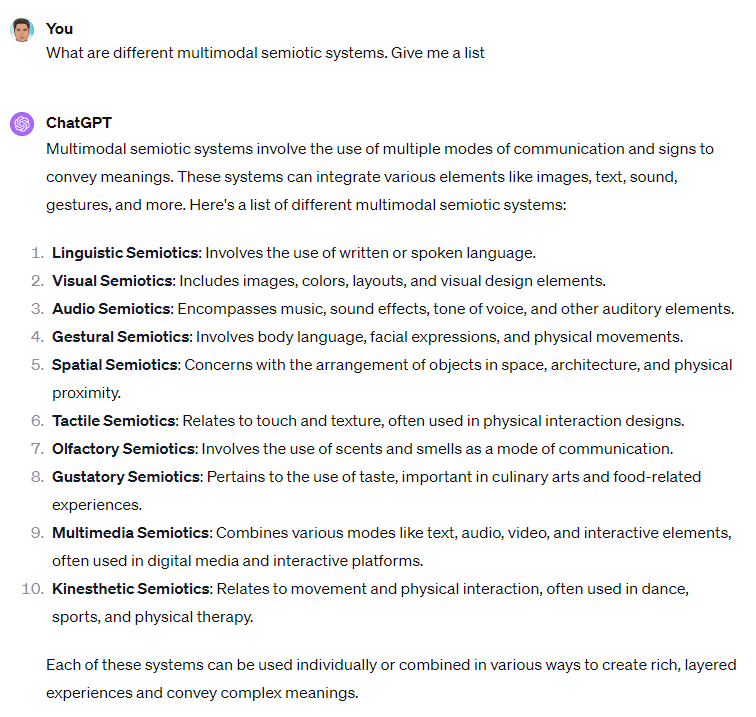 You
What are different multimodal semiotic systems. Give me a list
ChatGPT
Multimodal semiotic systems involve the use of multiple modes of communication and signs to
convey meanings. These systems can integrate various elements like images, text, sound,
gestures, and more. Here's a list of different multimodal semiotic systems:
1. Linguistic Semiotics: Involves the use of written or spoken language.
2. Visual Semiotics: Includes images, colors, layouts, and visual design elements.
3. Audio Semiotics: Encompasses music, sound effects, tone of voice, and other auditory elements.
4. Gestural Semiotics: Involves body language, facial expressions, and physical movements.
5. Spatial Semiotics: Concerns with the arrangement of objects in space, architecture, and physical
proximity.
6. Tactile Semiotics: Relates to touch and texture, often used in physical interaction designs.
7. Olfactory Semiotics: Involves the use of scents and smells as a mode of communication.
8. Gustatory Semiotics: Pertains to the use of taste, important in culinary arts and food-related
experiences.
9. Multimedia Semiotics: Combines various modes like text, audio, video, and interactive elements,
often used in digital media and interactive platforms.
10. Kinesthetic Semiotics: Relates to movement and physical interaction, often used in dance,
sports, and physical therapy.
Each of these systems can be used individually or combined in various ways to create rich, layered
experiences and convey complex meanings.